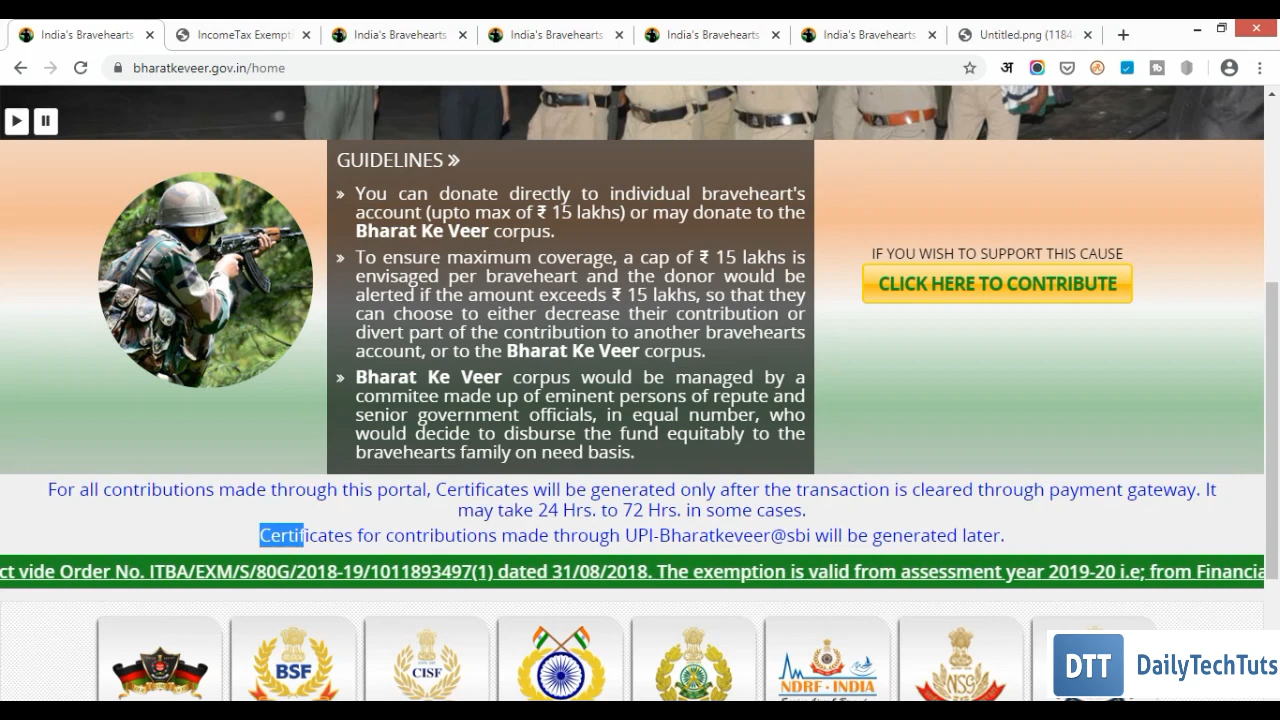 India's Bravehearts
IncomeTax Exempti
India's Bravehearts
India's Bravehearts
India's Bravehearts
India's Bravehearts
Untitled.png (1184
bharatkeveer.gov.in/home
अ
GUIDELINES »
» You can donate directly to individual braveheart's
account (upto max of ₹ 15 lakhs) or may donate to the
Bharat Ke Veer corpus.
» To ensure maximum coverage, a cap of ₹ 15 lakhs is
envisaged per braveheart and the donor would be
alerted if the amount exceeds ₹ 15 lakhs, so that they
can choose to either decrease their contribution or
divert part of the contribution to another bravehearts
account, or to the Bharat Ke Veer corpus.
» Bharat Ke Veer corpus would be managed by a
commitee made up of eminent persons of repute and
senior government officials, in equal number, who
would decide to disburse the fund equitably to the
bravehearts family on need basis.
IF YOU WISH TO SUPPORT THIS CAUSE
CLICK HERE TO CONTRIBUTE
For all contributions made through this portal, Certificates will be generated only after the transaction is cleared through payment gateway. It
may take 24 Hrs. to 72 Hrs. in some cases.
Certificates for contributions made through UPI-Bharatkeveer@sbi will be generated later.
ct vide Order No. ITBA/EXM/S/80G/2018-19/1011893497(1) dated 31/08/2018. The exemption is valid from assessment year 2019-20 i.e; from Financia
BSF
CISF
NDRF-INDIA
NSG
DTT DailyTechTuts